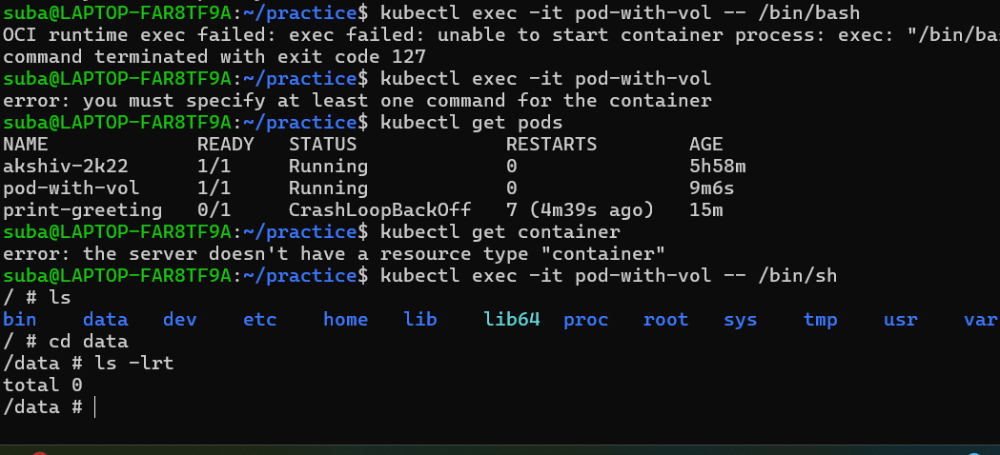 suba@LAPTOP-FAR8TF9A:~/practice$ kubectl exec -it pod-with-vol -- /bin/bash
OCI runtime exec failed: exec failed: unable to start container process: exec: "/bin/bas
command terminated with exit code 127
suba@LAPTOP-FAR8TF9A:~/practice$ kubectl exec -it pod-with-vol
error: you must specify at least one command for the container
suba@LAPTOP-FAR8TF9A:~/practice$ kubectl get pods
NAME             READY   STATUS             RESTARTS        AGE
akshiv-2k22      1/1     Running            0               5h58m
pod-with-vol     1/1     Running            0               9m6s
print-greeting   0/1     CrashLoopBackOff   7 (4m39s ago)   15m
suba@LAPTOP-FAR8TF9A:~/practice$ kubectl get container
error: the server doesn't have a resource type "container"
suba@LAPTOP-FAR8TF9A:~/practice$ kubectl exec -it -- pod-with-vol -- /bin/sh
/ # ls
bin    data   dev    etc    home   lib    lib64  proc   root   sys    tmp    usr    var
/ # cd data
/data # ls -lrt
total 0
/data #